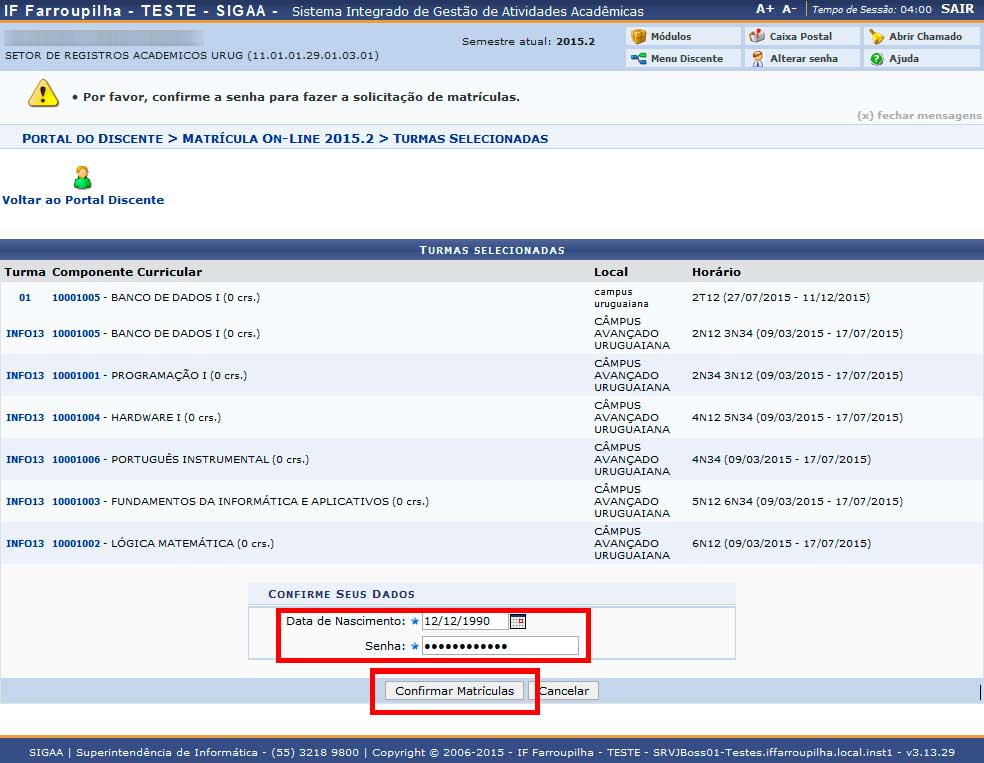 IF Farroupilha - TESTE - SIGAA - Sistema Integrado de Gestão de Atividades Acadêmicas A+ A- Tempo de Sessão: 04:00 SAIR
Semestre atual: 2015.2
Módulos Caixa Postal Abrir Chamado
SETOR DE REGISTROS ACADEMICOS URUG (11.01.01.29.01.03.01)
Menu Discente Alterar senha Ajuda
• Por favor, confirme a senha para fazer a solicitação de matrículas.
(x) fechar mensagens
PORTAL DO DISCENTE > MATRÍCULA ON-LINE 2015.2 > TURMAS SELECIONADAS
Voltar ao Portal Discente
TURMAS SELECIONADAS
Turma Componente Curricular Local Horário
01 10001005 - BANCO DE DADOS I (0 crs.) campus uruguaiana 2T12 (27/07/2015 - 11/12/2015)
INFO13 10001005 - BANCO DE DADOS I (0 crs.) CÂMPUS AVANÇADO URUGUAIANA 2N12 3N34 (09/03/2015 - 17/07/2015)
INFO13 10001001 - PROGRAMAÇÃO I (0 crs.) CÂMPUS AVANÇADO URUGUAIANA 2N34 3N12 (09/03/2015 - 17/07/2015)
INFO13 10001004 - HARDWARE I (0 crs.) CÂMPUS AVANÇADO URUGUAIANA 4N12 5N34 (09/03/2015 - 17/07/2015)
INFO13 10001006 - PORTUGUÊS INSTRUMENTAL (0 crs.) CÂMPUS AVANÇADO URUGUAIANA 4N34 (09/03/2015 - 17/07/2015)
INFO13 10001003 - FUNDAMENTOS DA INFORMÁTICA E APLICATIVOS (0 crs.) CÂMPUS AVANÇADO URUGUAIANA 5N12 6N34 (09/03/2015 - 17/07/2015)
INFO13 10001002 - LÓGICA MATEMÁTICA (0 crs.) CÂMPUS AVANÇADO URUGUAIANA 6N12 (09/03/2015 - 17/07/2015)
CONFIRME SEUS DADOS
Data de Nascimento: 12/12/1990
Senha: ••••••••••••
Confirmar Matrículas Cancelar
SIGAA | Superintendência de Informática - (55) 3218 9800 | Copyright © 2006-2015 - IF Farroupilha - TESTE - SRVJBoss01-Testes.iffarroupilha.local.inst1 - v3.13.29